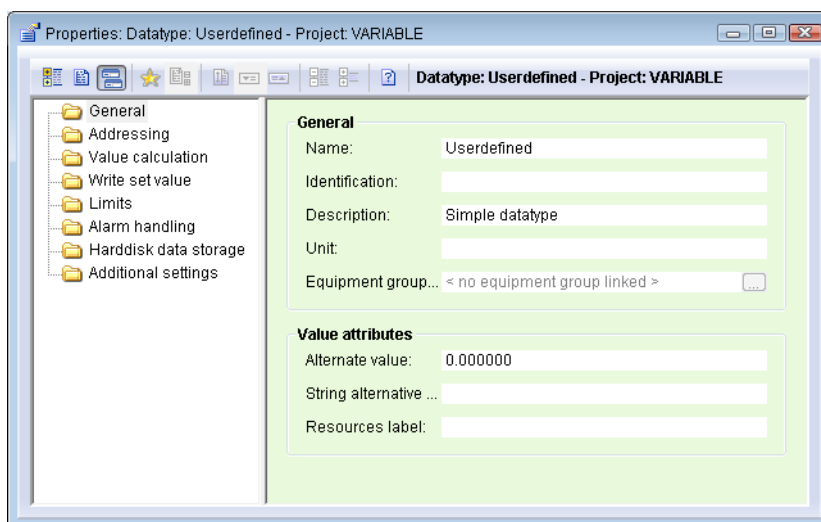 Properties: Datatype: Userdefined - Project: VARIABLE
Datatype: Userdefined - Project: VARIABLE
General
Addressing
Value calculation
Write set value
Limits
Alarm handling
Harddisk data storage
Additional settings
General
Name: Userdefined
Identification:
Description: Simple datatype
Unit:
Equipment group... < no equipment group linked > ...
Value attributes
Alternate value: 0.000000
String alternative ...
Resources label: